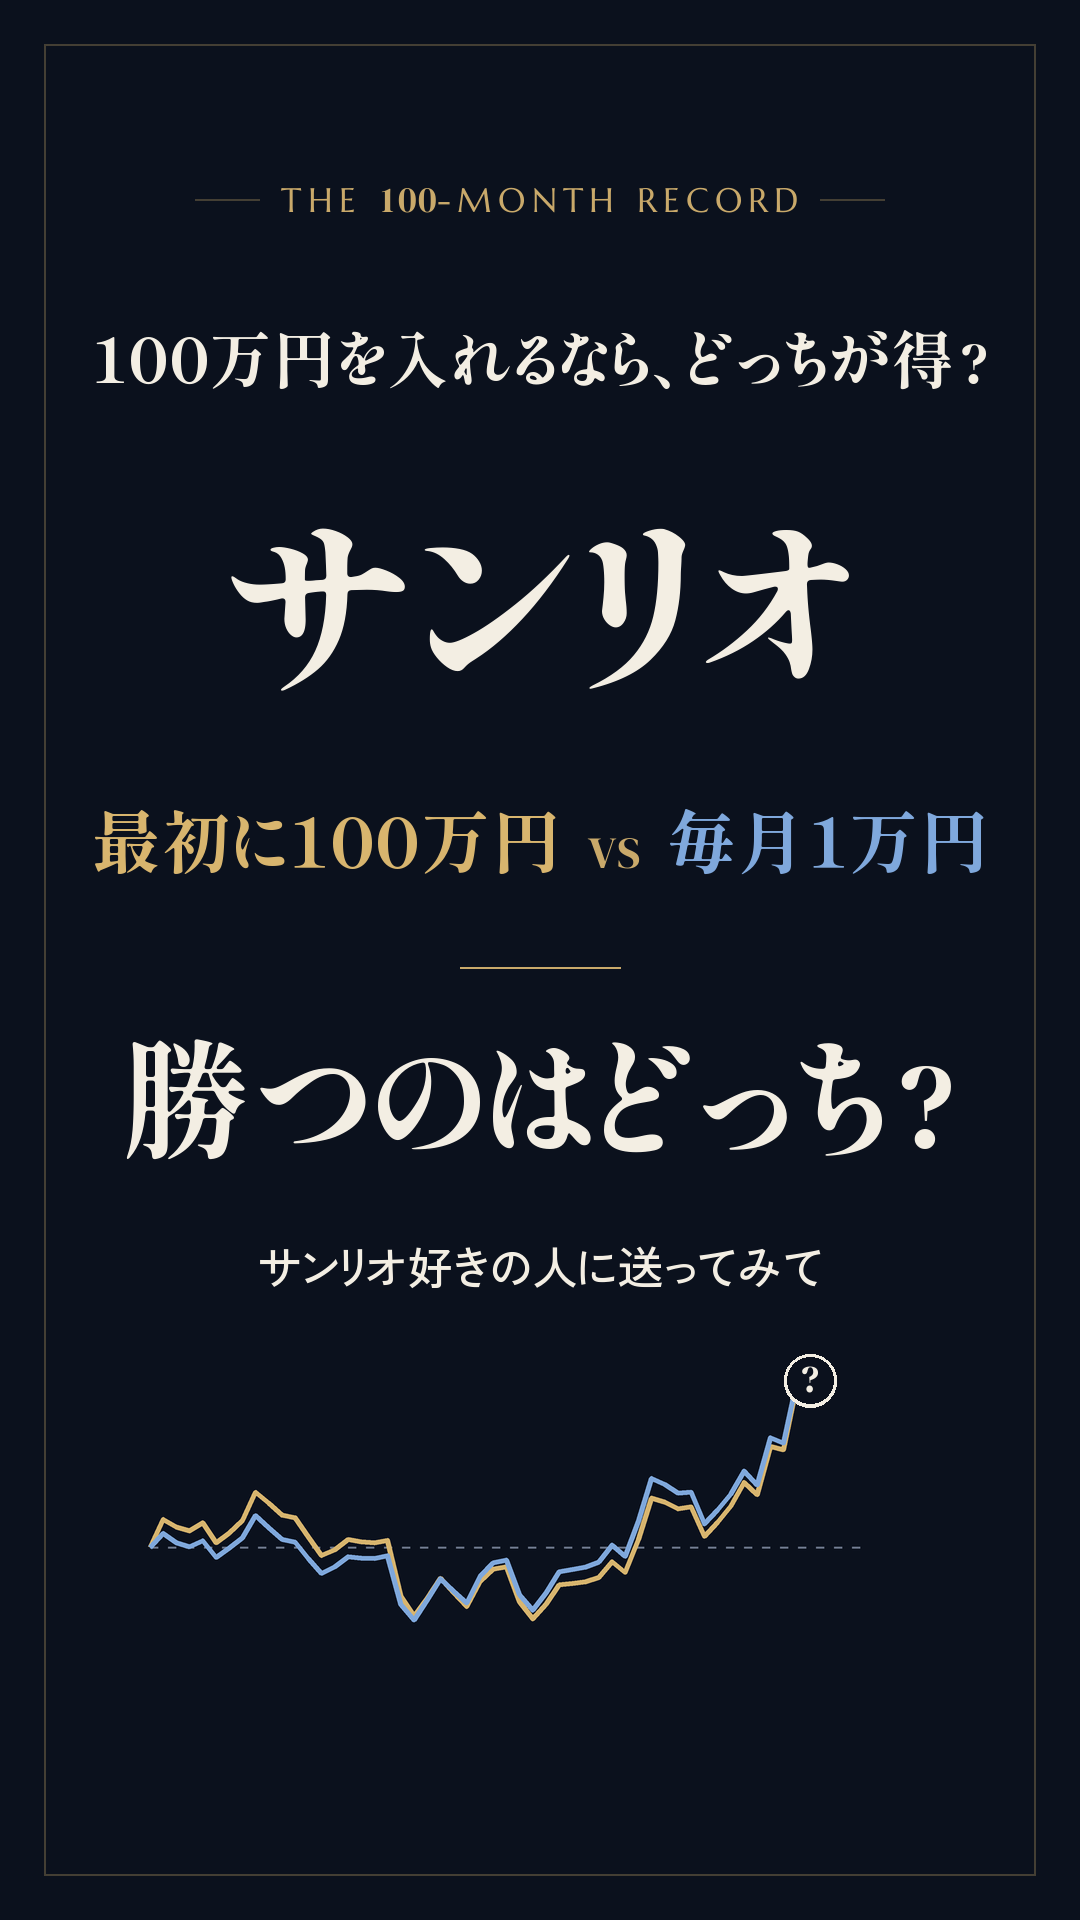 THE 100-MONTH RECORD
100万円を入れるなら、どっちが得?
サンリオ
最初に100万円 vs 毎月1万円
勝つのはどっち?
サンリオ好きの人に送ってみて
?